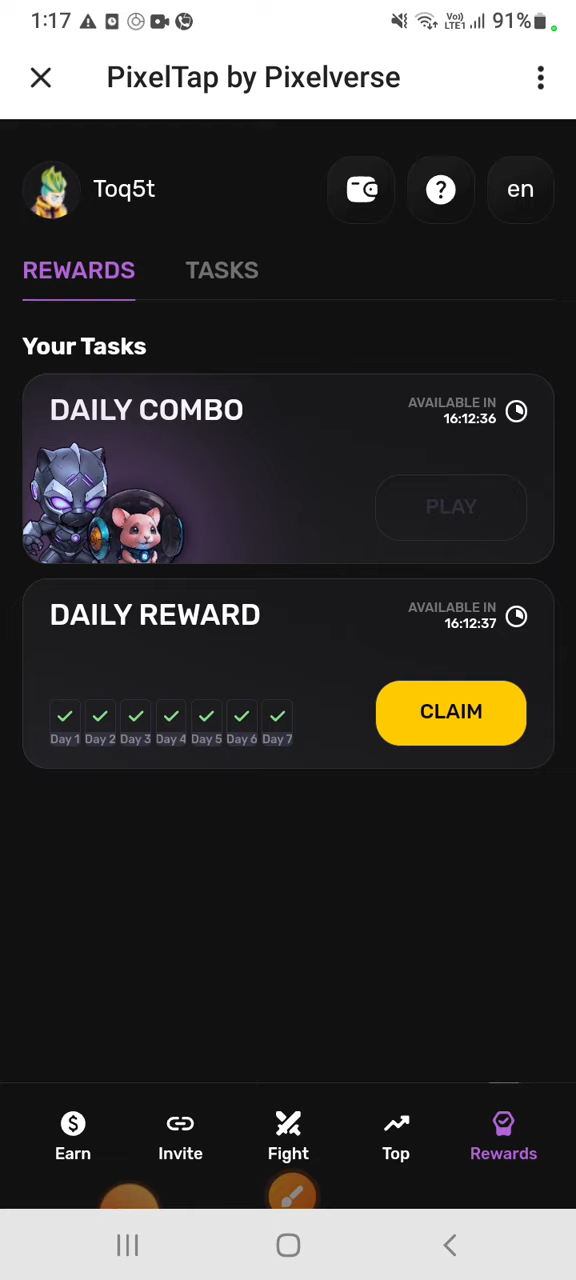 1:17 Vo)) LTE1 91%
PixelTap by Pixelverse
Toq5t ? en
REWARDS TASKS
Your Tasks
DAILY COMBO
AVAILABLE IN
16:12:36
PLAY
DAILY REWARD
AVAILABLE IN
16:12:37
CLAIM
Day 1 Day 2 Day 3 Day 4 Day 5 Day 6 Day 7
Earn Invite Fight Top Rewards